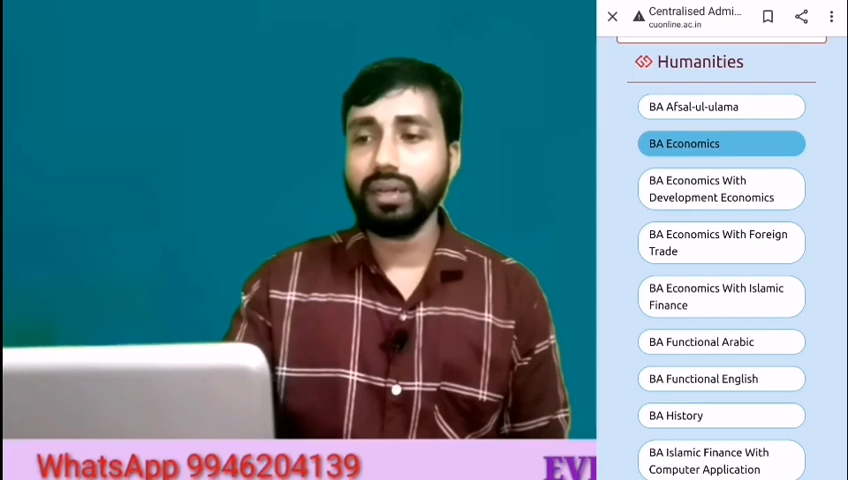 Centralised Admi...
cuonline.ac.in
Humanities
BA Afsal-ul-ulama
BA Economics
BA Economics With
Development Economics
BA Economics With Foreign
Trade
BA Economics With Islamic
Finance
BA Functional Arabic
BA Functional English
BA History
BA Islamic Finance With
Computer Application
WhatsApp 9946204139